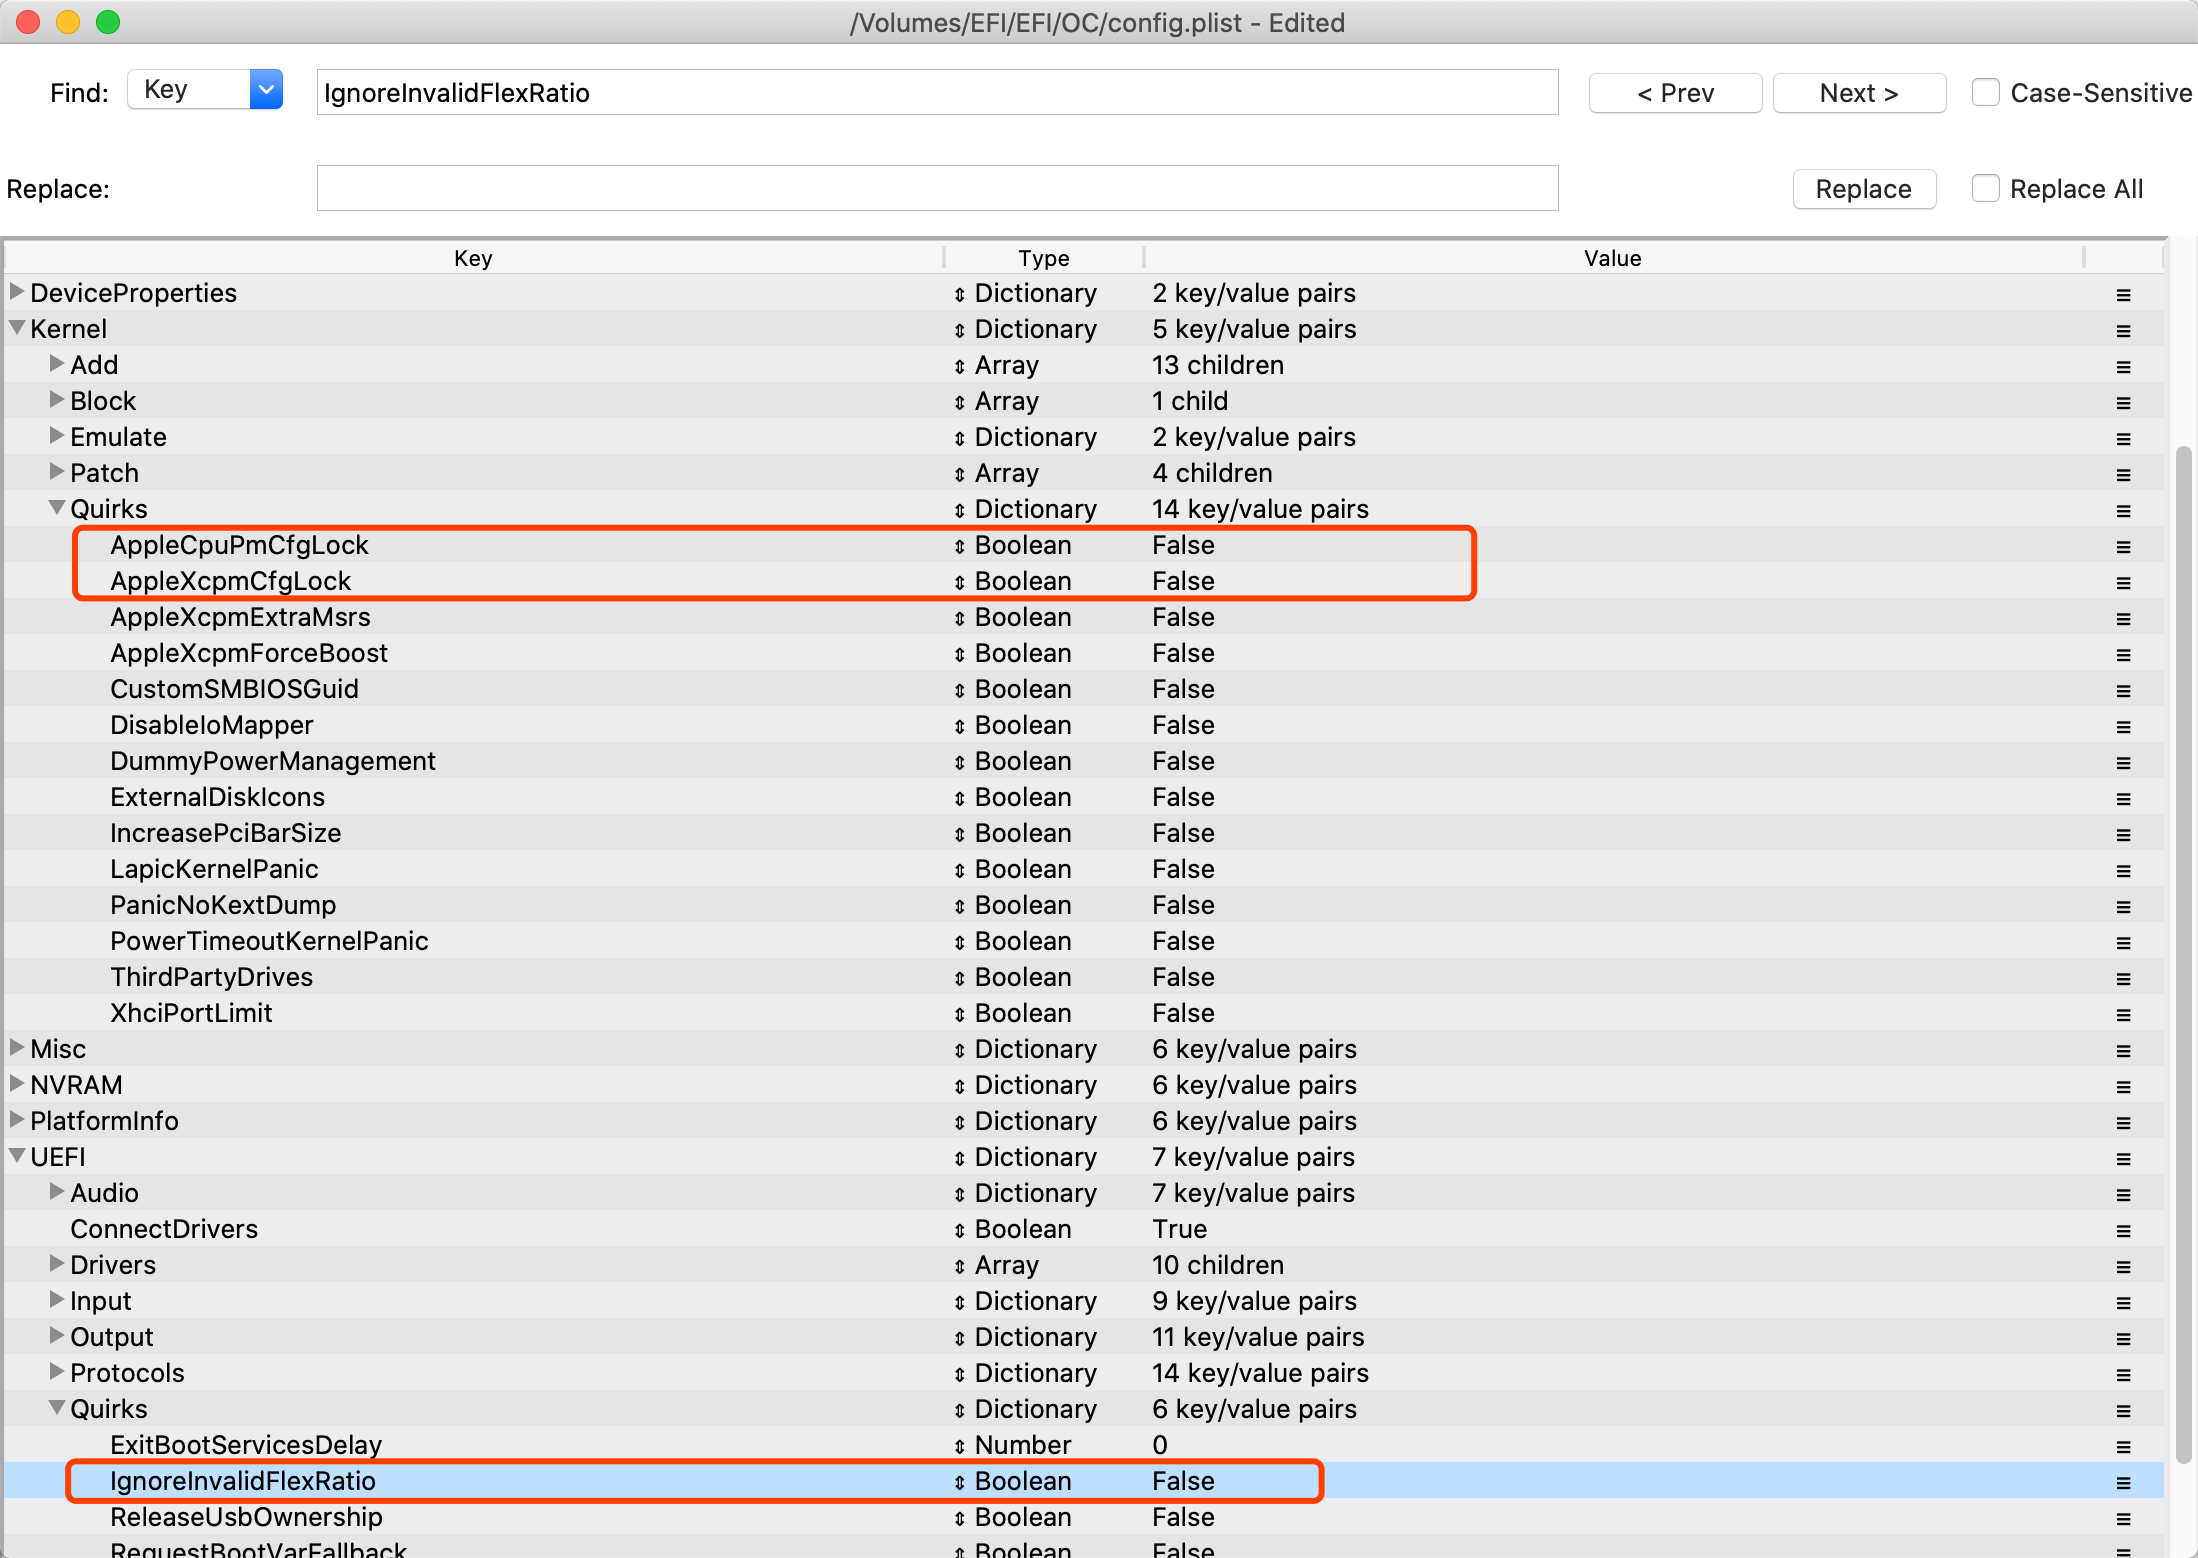 /Volumes/EFI/EFI/OC/config.plist - Edited
Find: Key IgnoreInvalidFlexRatio < Prev Next > Case-Sensitive
Replace: Replace Replace All
Key Type Value
DeviceProperties Dictionary 2 key/value pairs
Kernel Dictionary 5 key/value pairs
Add Array 13 children
Block Array 1 child
Emulate Dictionary 2 key/value pairs
Patch Array 4 children
Quirks Dictionary 14 key/value pairs
AppleCpuPmCfgLock Boolean False
AppleXcpmCfgLock Boolean False
AppleXcpmExtraMsrs Boolean False
AppleXcpmForceBoost Boolean False
CustomSMBIOSGuid Boolean False
DisableIoMapper Boolean False
DummyPowerManagement Boolean False
ExternalDiskIcons Boolean False
IncreasePciBarSize Boolean False
LapicKernelPanic Boolean False
PanicNoKextDump Boolean False
PowerTimeoutKernelPanic Boolean False
ThirdPartyDrives Boolean False
XhciPortLimit Boolean False
Misc Dictionary 6 key/value pairs
NVRAM Dictionary 6 key/value pairs
PlatformInfo Dictionary 6 key/value pairs
UEFI Dictionary 7 key/value pairs
Audio Dictionary 7 key/value pairs
ConnectDrivers Boolean True
Drivers Array 10 children
Input Dictionary 9 key/value pairs
Output Dictionary 11 key/value pairs
Protocols Dictionary 14 key/value pairs
Quirks Dictionary 6 key/value pairs
ExitBootServicesDelay Number 0
IgnoreInvalidFlexRatio Boolean False
ReleaseUsbOwnership Boolean False
RequestBootVarFallback Boolean False